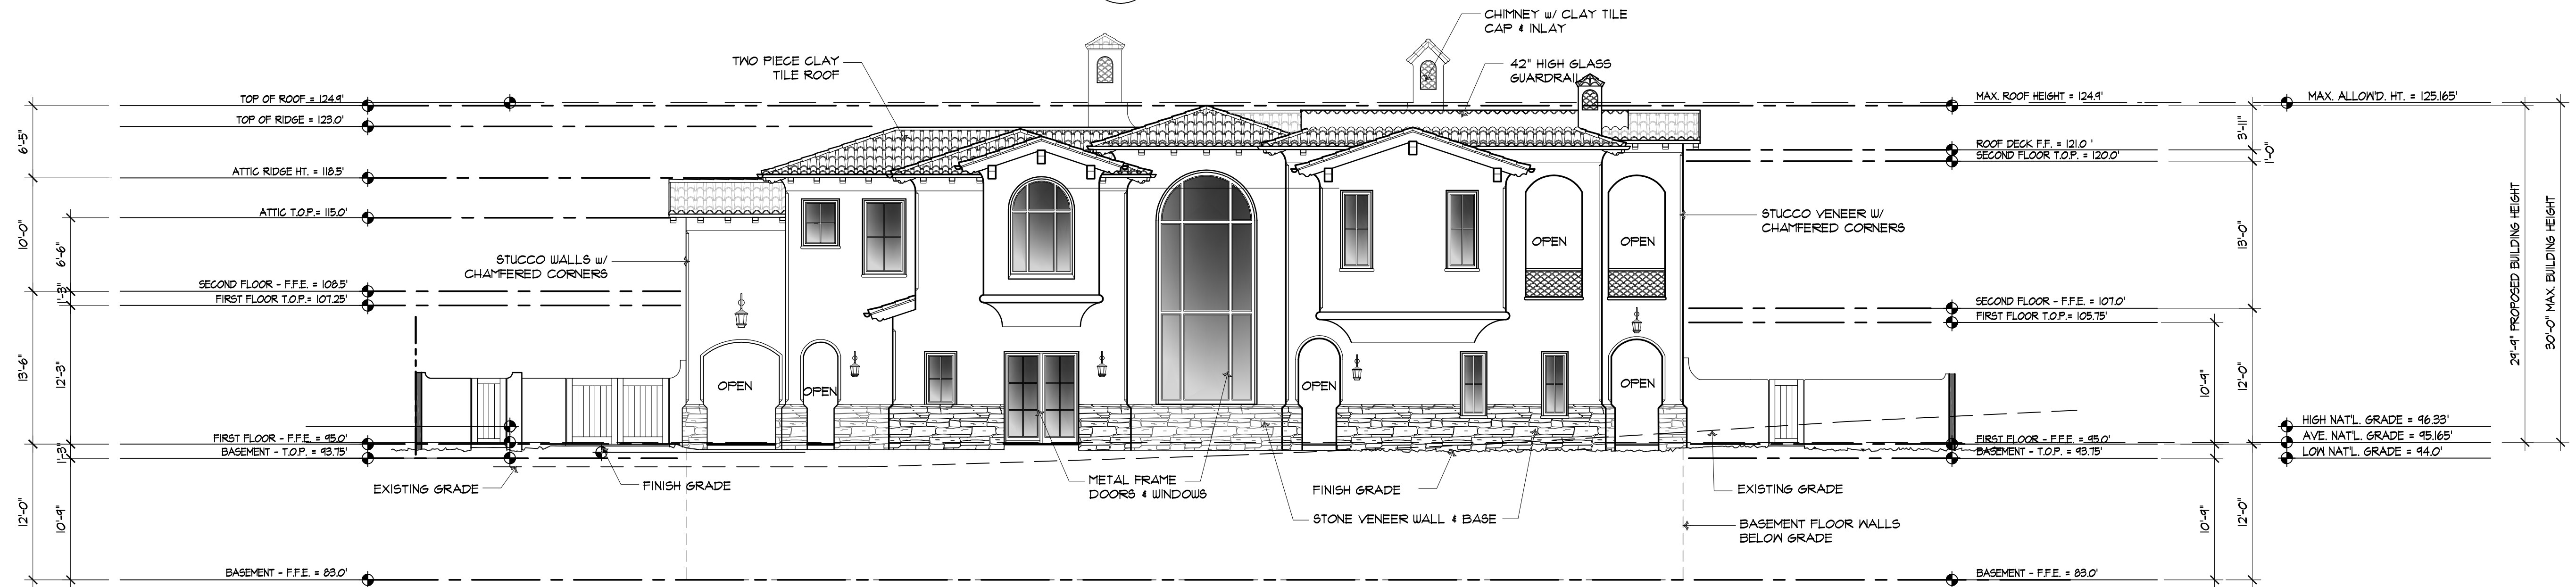 CHIMNEY w/ CLAY TILE
CAP & INLAY
TWO PIECE CLAY
TILE ROOF
42" HIGH GLASS
GUARDRAIL
TOP OF ROOF = 124.9'
TOP OF RIDGE = 123.0'
ATTIC RIDGE HT. = 118.5'
ATTIC T.O.P.= 115.0'
SECOND FLOOR - F.F.E. = 108.5'
FIRST FLOOR T.O.P.= 107.25'
FIRST FLOOR - F.F.E. = 95.0'
BASEMENT - T.O.P. = 93.75'
BASEMENT - F.F.E. = 83.0'
6'-5"
10'-0"
13'-6"
12'-0"
6'-6"
1'-3"
12'-3"
1'-3"
10'-9"
STUCCO WALLS w/
CHAMFERED CORNERS
OPEN
OPEN
OPEN
OPEN
OPEN
OPEN
EXISTING GRADE
FINISH GRADE
METAL FRAME
DOORS & WINDOWS
FINISH GRADE
STONE VENEER WALL & BASE
EXISTING GRADE
BASEMENT FLOOR WALLS
BELOW GRADE
STUCCO VENEER W/
CHAMFERED CORNERS
MAX. ROOF HEIGHT = 124.9'
ROOF DECK F.F. = 121.0 '
SECOND FLOOR T.O.P. = 120.0'
SECOND FLOOR - F.F.E. = 107.0'
FIRST FLOOR T.O.P.= 105.75'
FIRST FLOOR - F.F.E. = 95.0'
BASEMENT - T.O.P. = 93.75'
BASEMENT - F.F.E. = 83.0'
10'-9"
10'-9"
3'-11"
1'-0"
13'-0"
12'-0"
12'-0"
MAX. ALLOW'D. HT. = 125.165'
HIGH NAT'L. GRADE = 96.33'
AVE. NAT'L. GRADE = 95.165'
LOW NAT'L. GRADE = 94.0'
29'-9" PROPOSED BUILDING HEIGHT
30'-0" MAX. BUILDING HEIGHT